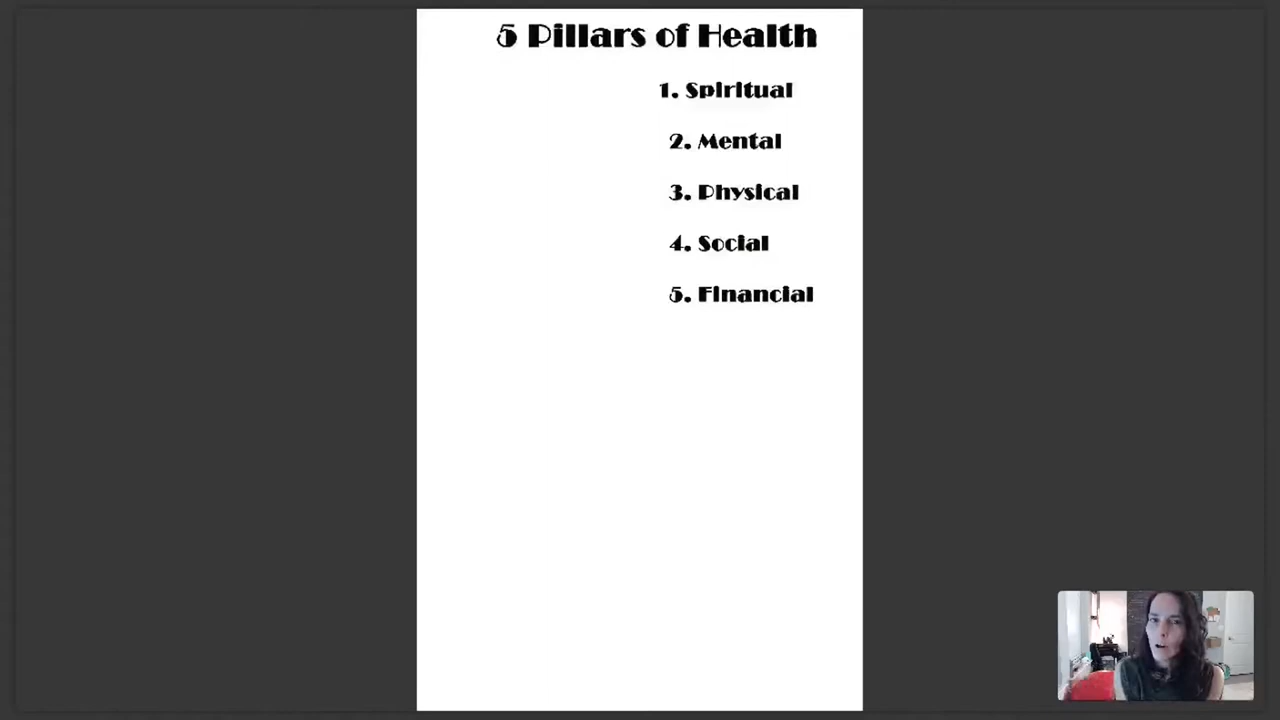 5 Pillars of Health
1. Spiritual
2. Mental
3. Physical
4. Social
5. Financial